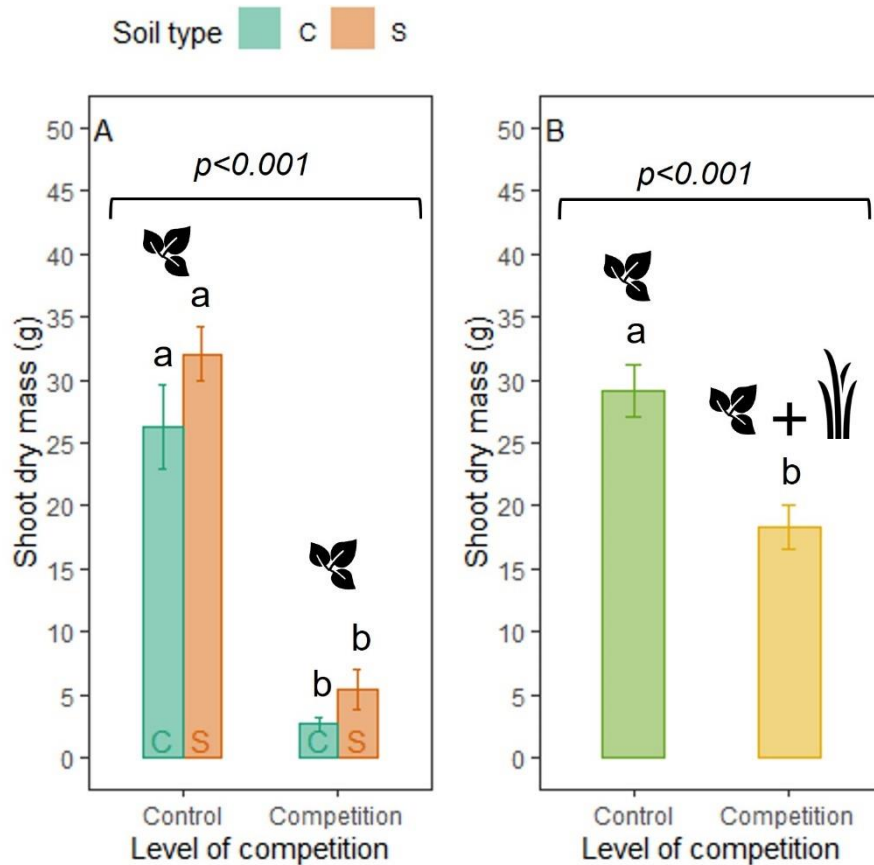 Soil type C S
A
p<0.001
50
45
40
35
30
25
20
15
10
5
0
Shoot dry mass (g)
a
a
b
b
C S
C S
Control Competition
Level of competition
B
p<0.001
50
45
40
35
30
25
20
15
10
5
0
Shoot dry mass (g)
a
+
b
Control Competition
Level of competition